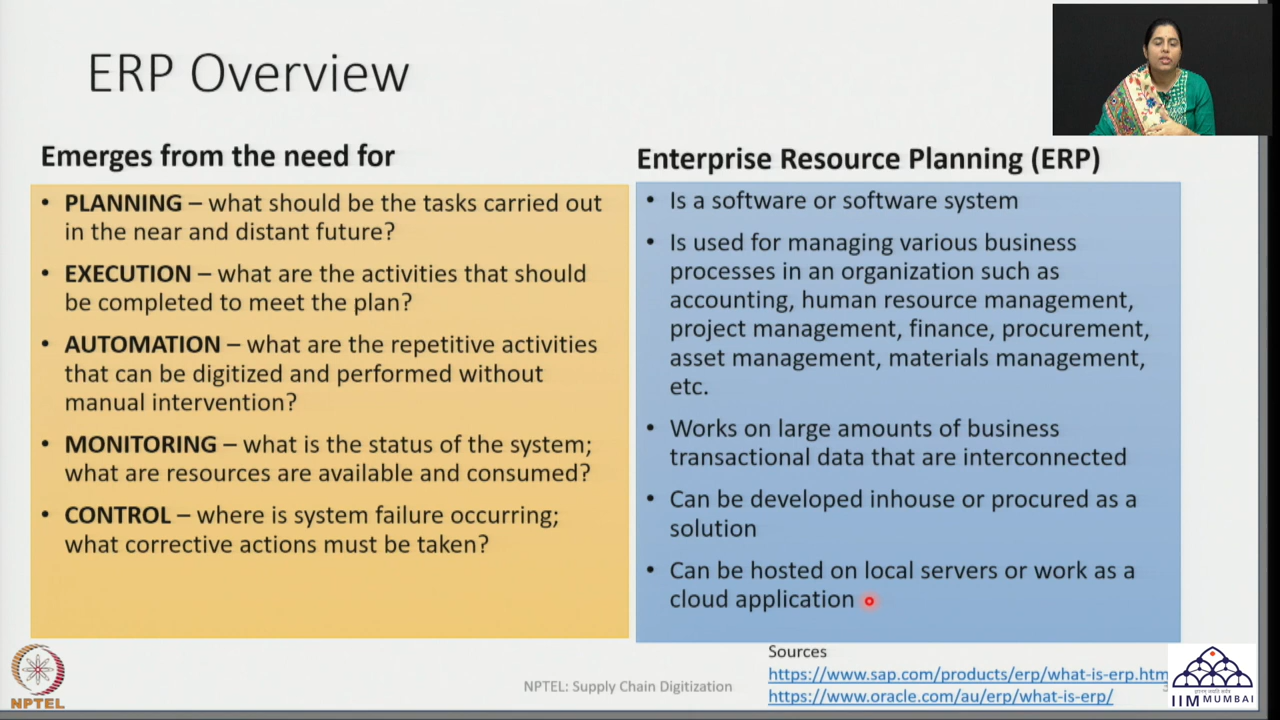 ERP Overview
Emerges from the need for
• PLANNING – what should be the tasks carried out
in the near and distant future?
• EXECUTION – what are the activities that should
be completed to meet the plan?
• AUTOMATION – what are the repetitive activities
that can be digitized and performed without
manual intervention?
• MONITORING – what is the status of the system;
what are resources are available and consumed?
• CONTROL – where is system failure occurring;
what corrective actions must be taken?
Enterprise Resource Planning (ERP)
• Is a software or software system
• Is used for managing various business
processes in an organization such as
accounting, human resource management,
project management, finance, procurement,
asset management, materials management,
etc.
• Works on large amounts of business
transactional data that are interconnected
• Can be developed inhouse or procured as a
solution
• Can be hosted on local servers or work as a
cloud application
Sources
https://www.sap.com/products/erp/what-is-erp.htm
https://www.oracle.com/au/erp/what-is-erp/
NPTEL: Supply Chain Digitization
NPTEL
IIM MUMBAI